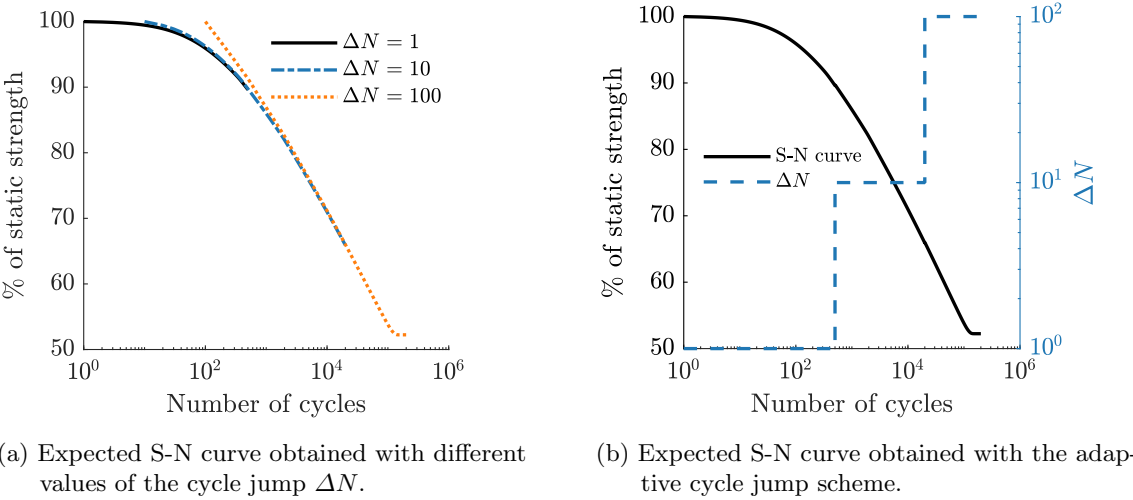 100
90
80
70
60
50
% of static strength
ΔN = 1
ΔN = 10
ΔN = 100
10^0 10^2 10^4 10^6
Number of cycles
100
90
80
70
60
50
% of static strength
S-N curve
ΔN
10^2
10^1
10^0
ΔN
10^0 10^2 10^4 10^6
Number of cycles
a) Expected S-N curve obtained with different
values of the cycle jump ΔN.
(b) Expected S-N curve obtained with the adap-
tive cycle jump scheme.